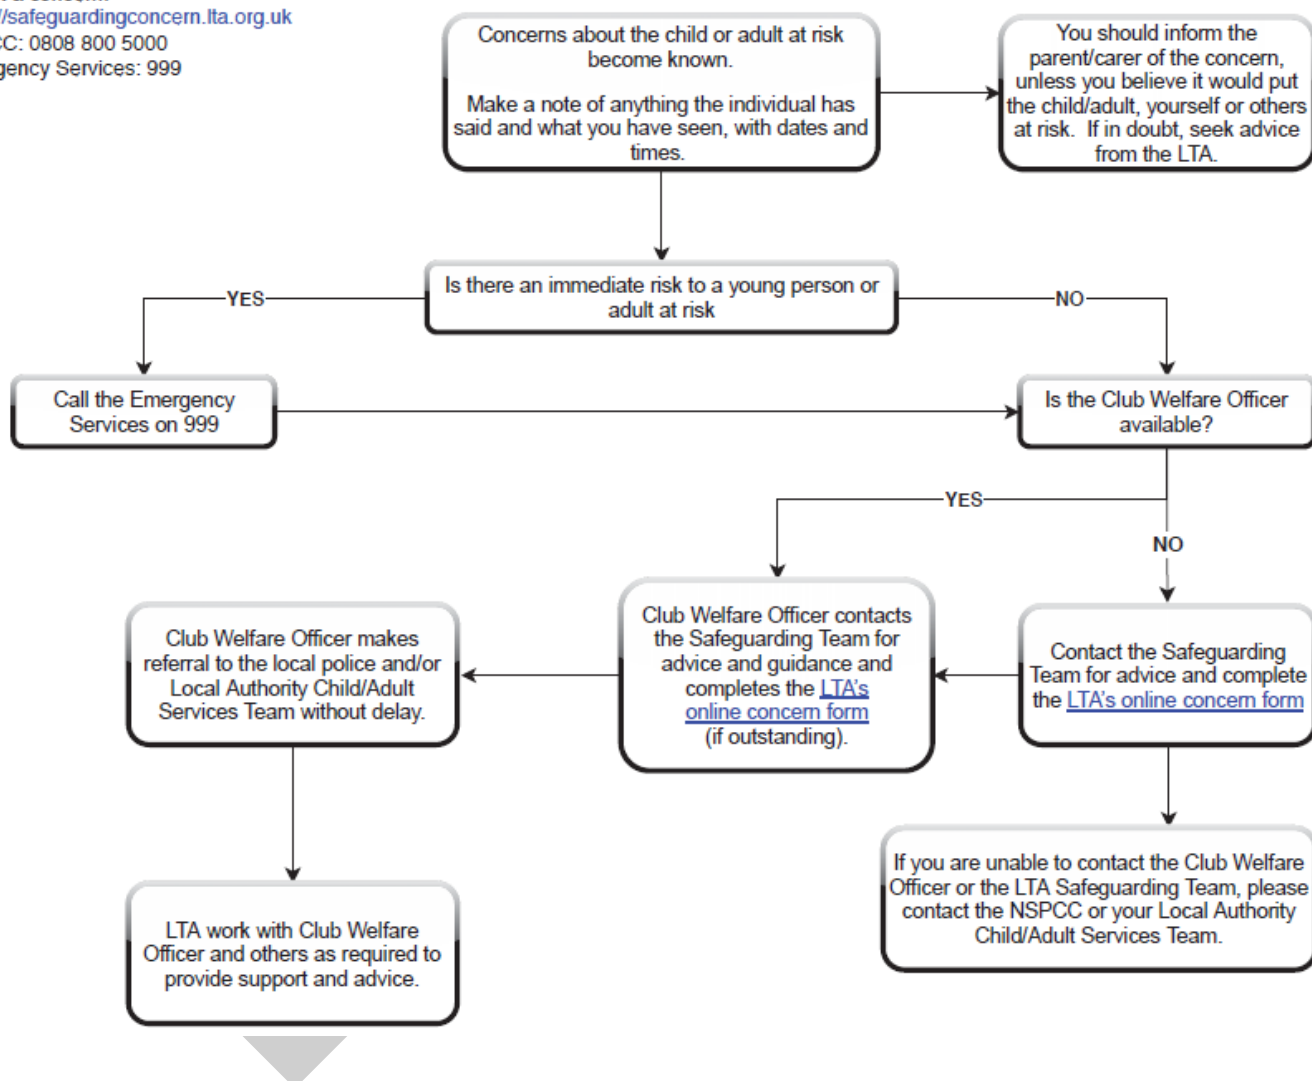 //safeguardingconcern.lta.org.uk
CC: 0808 800 5000
gency Services: 999
Concerns about the child or adult at risk
become known.
Make a note of anything the individual has
said and what you have seen, with dates and
times.
You should inform the
parent/carer of the concern,
unless you believe it would put
the child/adult, yourself or others
at risk. If in doubt, seek advice
from the LTA.
Is there an immediate risk to a young person or
adult at risk
YES
NO
Call the Emergency
Services on 999
Is the Club Welfare Officer
available?
YES
NO
Club Welfare Officer makes
referral to the local police and/or
Local Authority Child/Adult
Services Team without delay.
Club Welfare Officer contacts
the Safeguarding Team for
advice and guidance and
completes the LTA's
online concern form
(if outstanding).
Contact the Safeguarding
Team for advice and complete
the LTA's online concern form
LTA work with Club Welfare
Officer and others as required to
provide support and advice.
If you are unable to contact the Club Welfare
Officer or the LTA Safeguarding Team, please
contact the NSPCC or your Local Authority
Child/Adult Services Team.